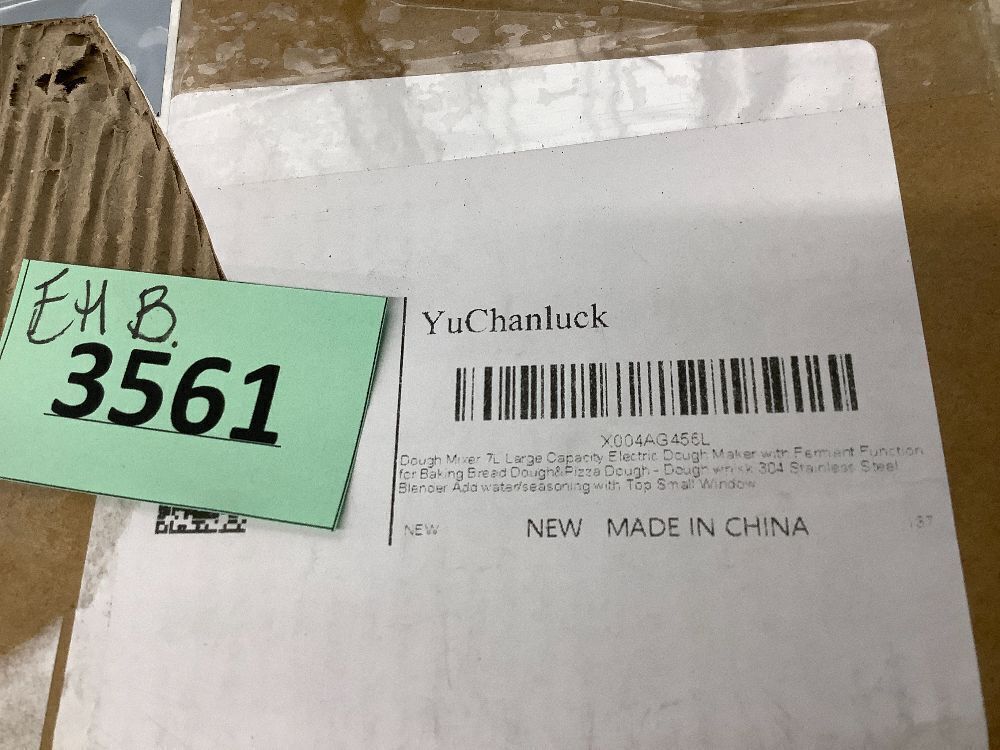 EHB.
3561
YuChanluck
X004AG456L
Dough Mixer 7L Large Capacity Electric Dough Maker with Ferment Function
for Baking Bread Dough&Pizza Dough - Dough whisk 304 Stainless Steel
Blender Add water/seasoning with Top Small Window
NEW
NEW MADE IN CHINA